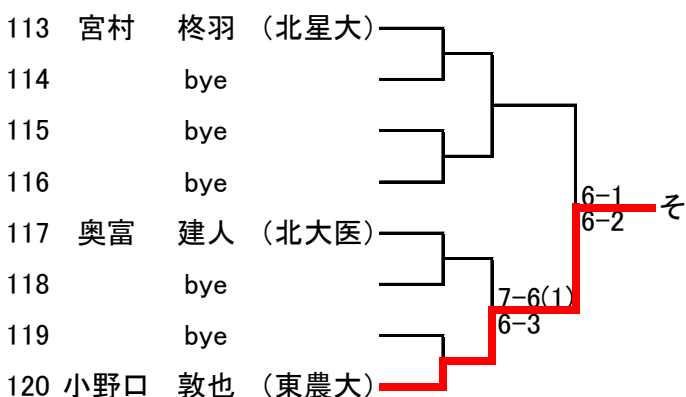 113 宮村 柊羽 (北星大)
114 bye
115 bye
116 bye
6-1
6-2
そ
117 奥富 建人 (北大医)
118 bye
7-6(1)
6-3
119 bye
120 小野口 敦也 (東農大)